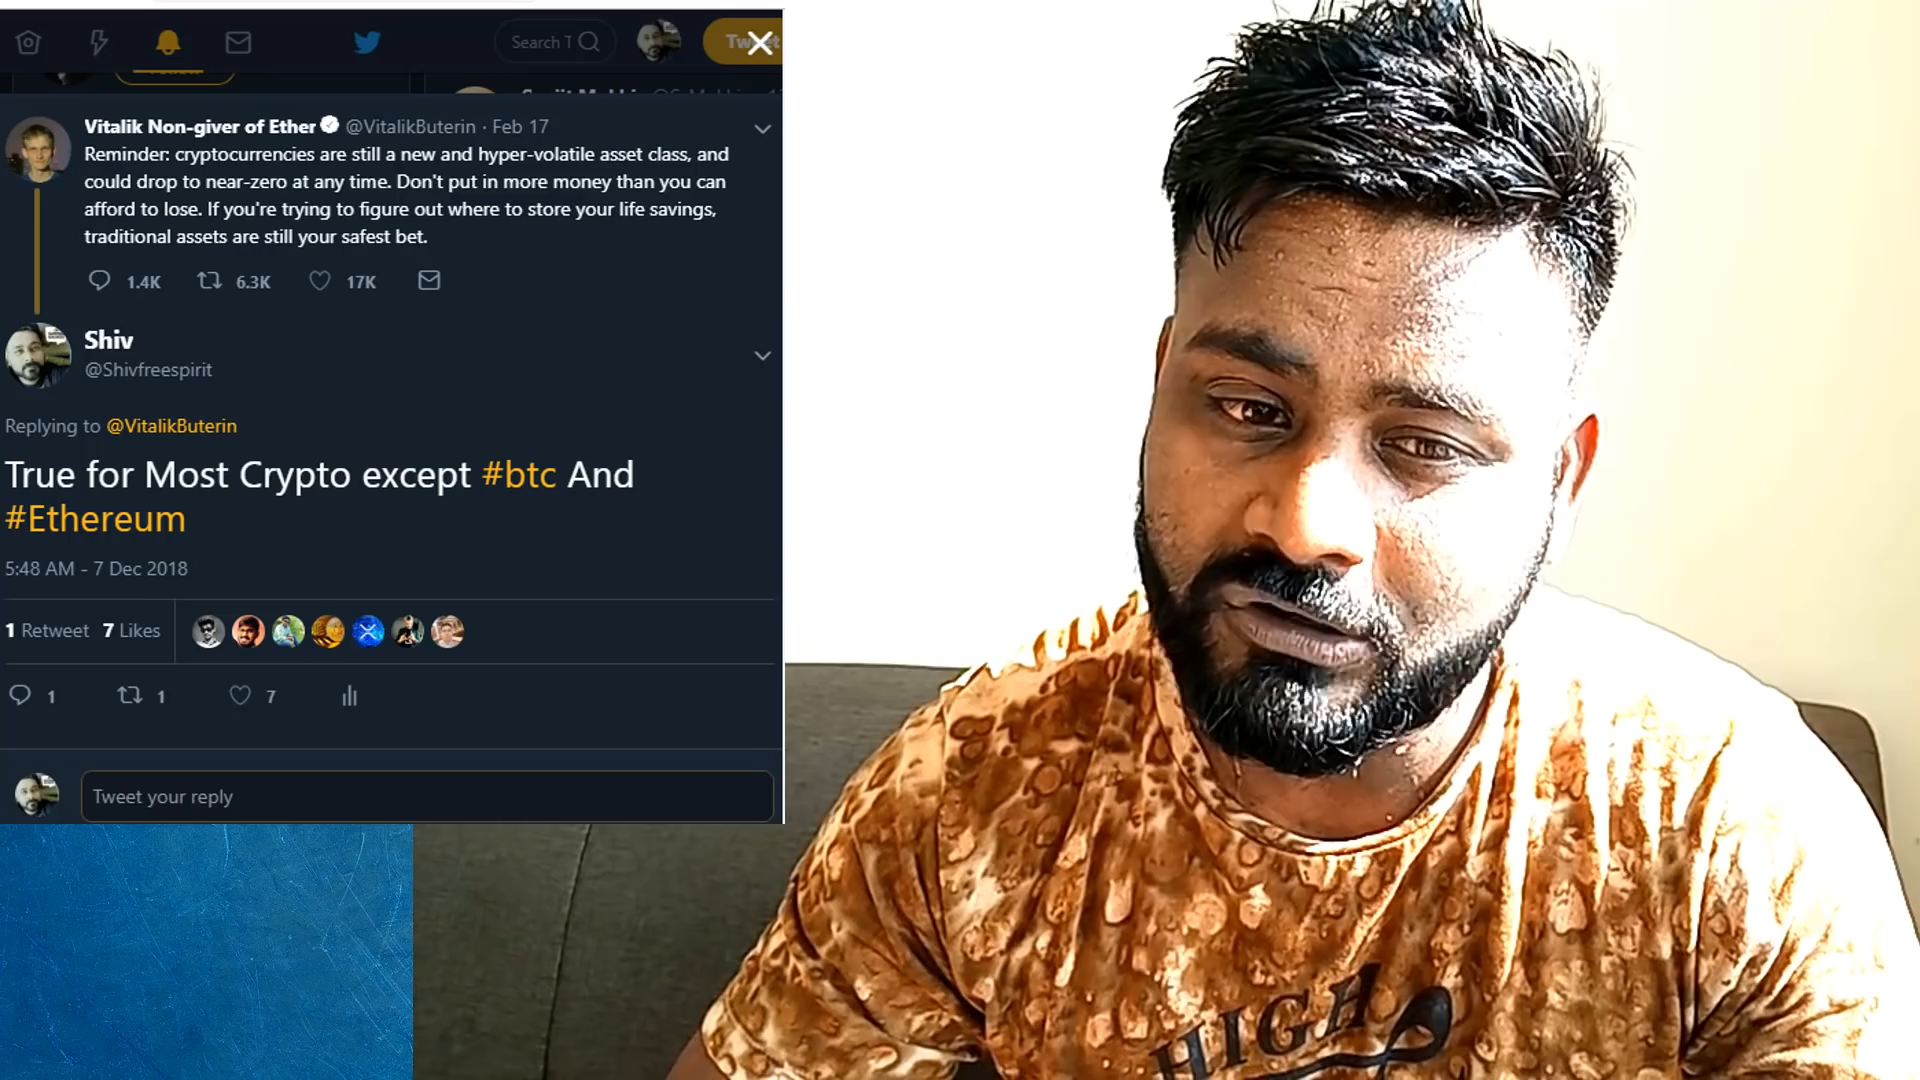 Search T
Tweet
Vitalik Non-giver of Ether @VitalikButerin · Feb 17
Reminder: cryptocurrencies are still a new and hyper-volatile asset class, and
could drop to near-zero at any time. Don't put in more money than you can
afford to lose. If you're trying to figure out where to store your life savings,
traditional assets are still your safest bet.
1.4K 6.3K 17K
Shiv
@Shivfreespirit
Replying to @VitalikButerin
True for Most Crypto except #btc And
#Ethereum
5:48 AM - 7 Dec 2018
1 Retweet 7 Likes
1 1 7
Tweet your reply
HIGH